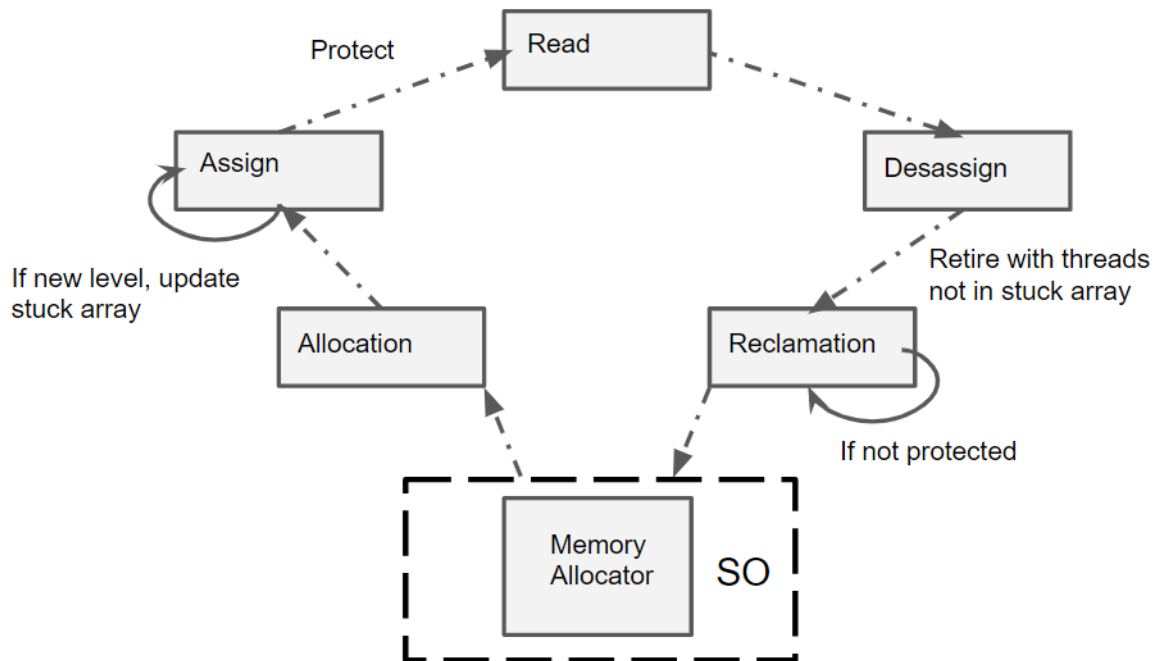 Read
Protect
Assign
Desassign
If new level, update
stuck array
Retire with threads
not in stuck array
Allocation
Reclamation
If not protected
Memory
Allocator
SO